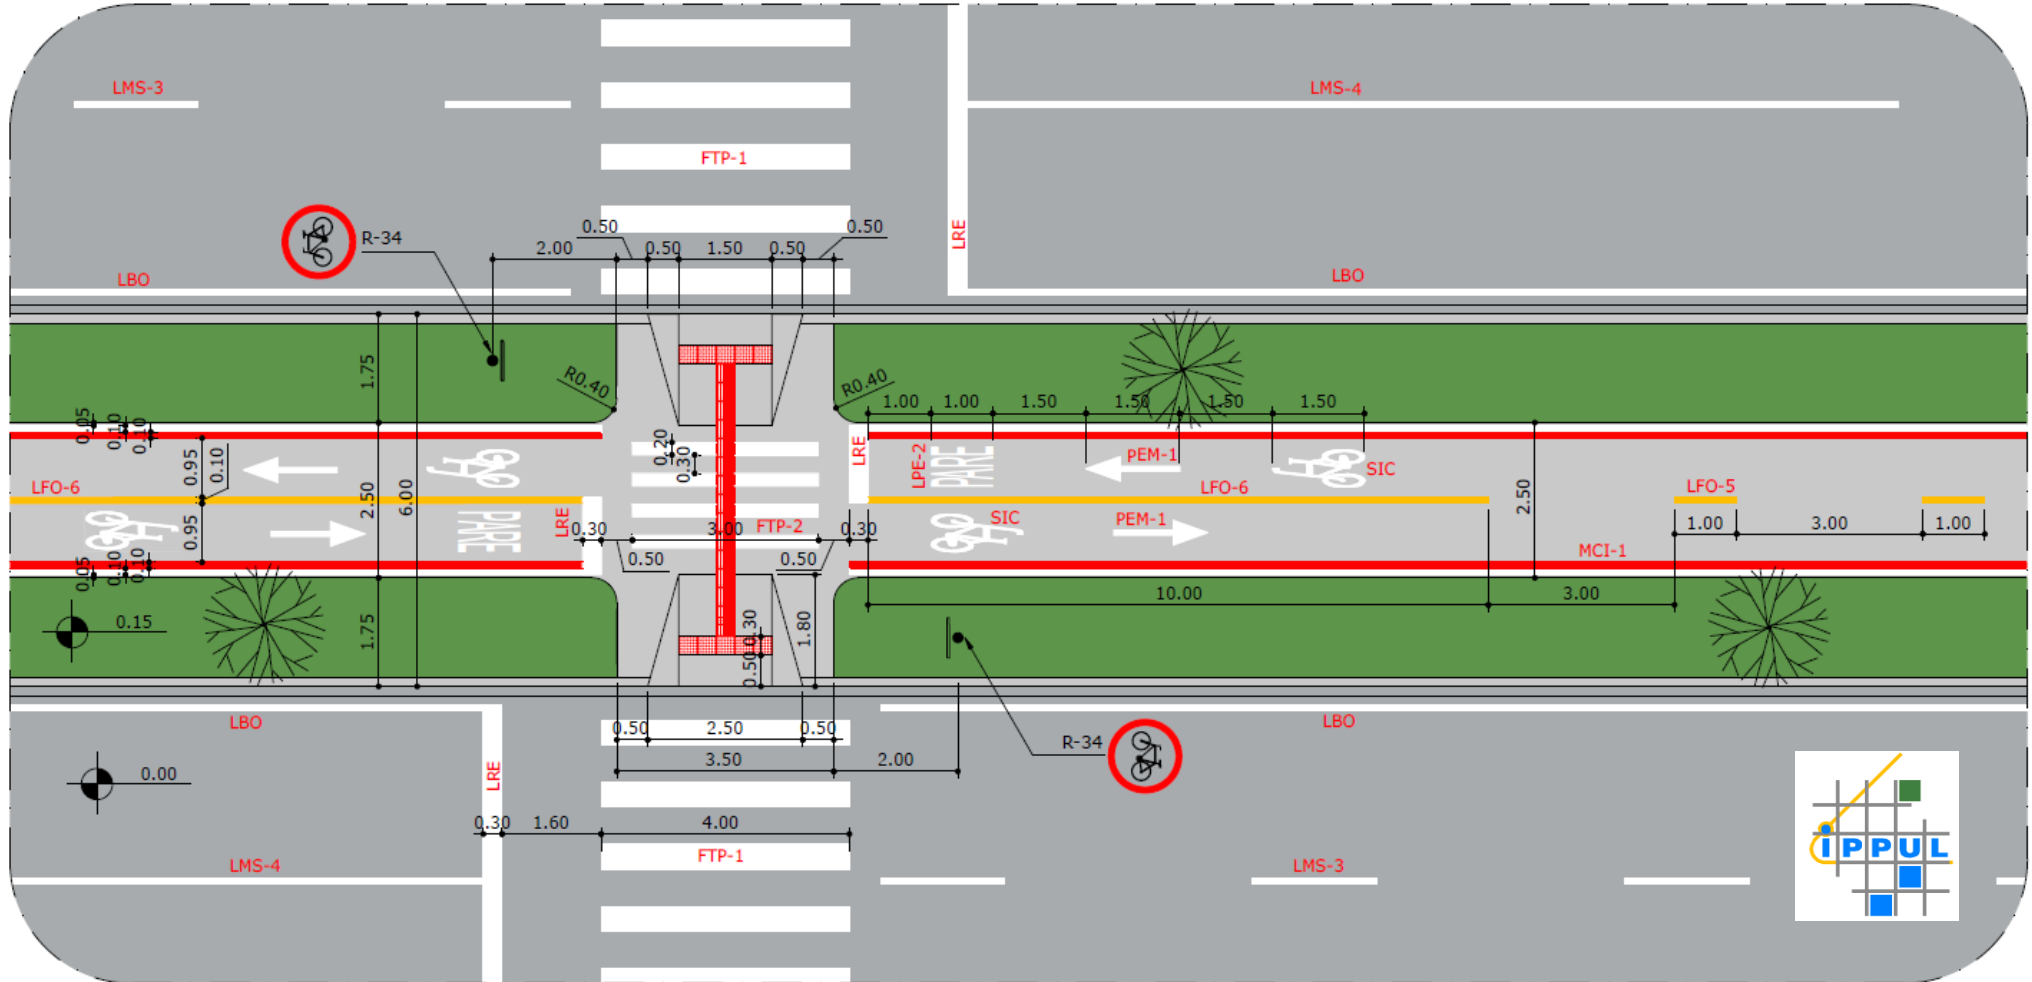 LMS-3
LMS-4
FTP-1
LRE
R-34
0.50
0.50
2.00
0.50
1.50
0.50
LBO
LBO
1.75
R0.40
R0.40
1.00
1.00
1.50
1.50
1.50
1.50
0.05
0.10
0.10
0.95
0.10
0.20
0.30
LRE
LPE-2
PARE
PEM-1
SIC
LFO-6
2.50
6.00
LFO-6
LFO-5
2.50
0.95
PARE
LRE
0.30
3.00
FTP-2
0.30
SIC
PEM-1
1.00
3.00
1.00
0.05
0.10
0.10
0.50
0.50
MCI-1
10.00
3.00
0.15
1.75
0.30
0.50
1.80
LBO
0.50
2.50
0.50
LBO
R-34
3.50
2.00
0.00
LRE
0.30
1.60
4.00
FTP-1
LMS-4
LMS-3
iPPUL